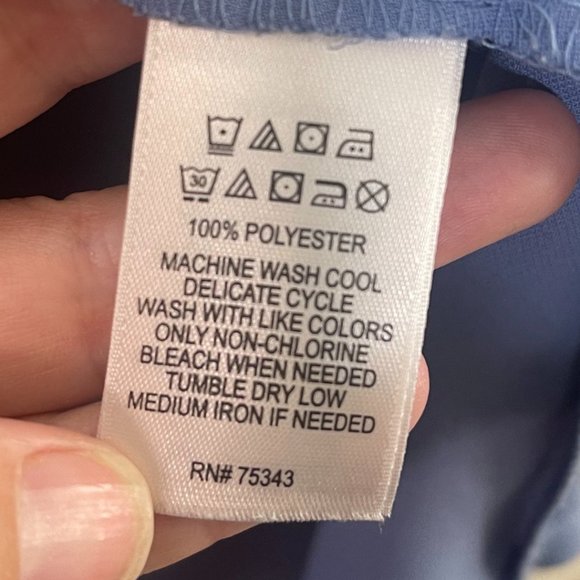 30
100% POLYESTER
MACHINE WASH COOL
DELICATE CYCLE
WASH WITH LIKE COLORS
ONLY NON-CHLORINE
BLEACH WHEN NEEDED
TUMBLE DRY LOW
MEDIUM IRON IF NEEDED
RN# 75343